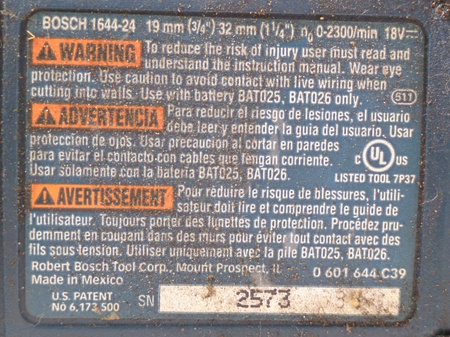 BOSCH 1644-24 19 mm (3/4") 32 mm (1 1/4") n₀ 0-2300/min 18V⎓
⚠ WARNING To reduce the risk of injury user must read and
understand the instruction manual. Wear eye
protection. Use caution to avoid contact with live wiring when
cutting into walls. Use with battery BAT025, BAT026 only.
511
⚠ ADVERTENCIA Para reducir el riesgo de lesiones, el usuario
debe leer y entender la guia del usuario. Usar
protección de ojos. Usar precaución al cortar en paredes
para evitar el contacto con cables que tengan corriente.
Usar solamente con la bateria BAT025, BAT026.
C UL US
LISTED TOOL 7P37
⚠ AVERTISSEMENT Pour réduire le risque de blessures, l'utili-
sateur doit lire et comprendre le guide de
l'utilisateur. Toujours porter des lunettes de protection. Procédez pru-
demment en coupant dans des murs pour éviter tout contact avec des
fils sous-tension. Utiliser uniquement avec la pile BAT025, BAT026.
Robert Bosch Tool Corp., Mount Prospect, IL 0 601 644 C39
Made in Mexico
U.S. PATENT
No 6,173,500
SN 2573